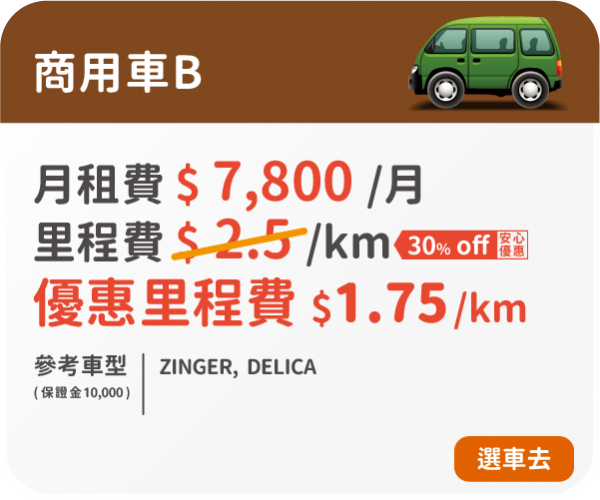 商用車B
月租費 $ 7,800 /月
里程費 $ 2.5 /km 30% off 安心優惠
優惠里程費 $1.75/km
參考車型 ZINGER, DELICA
(保證金10,000)
選車去